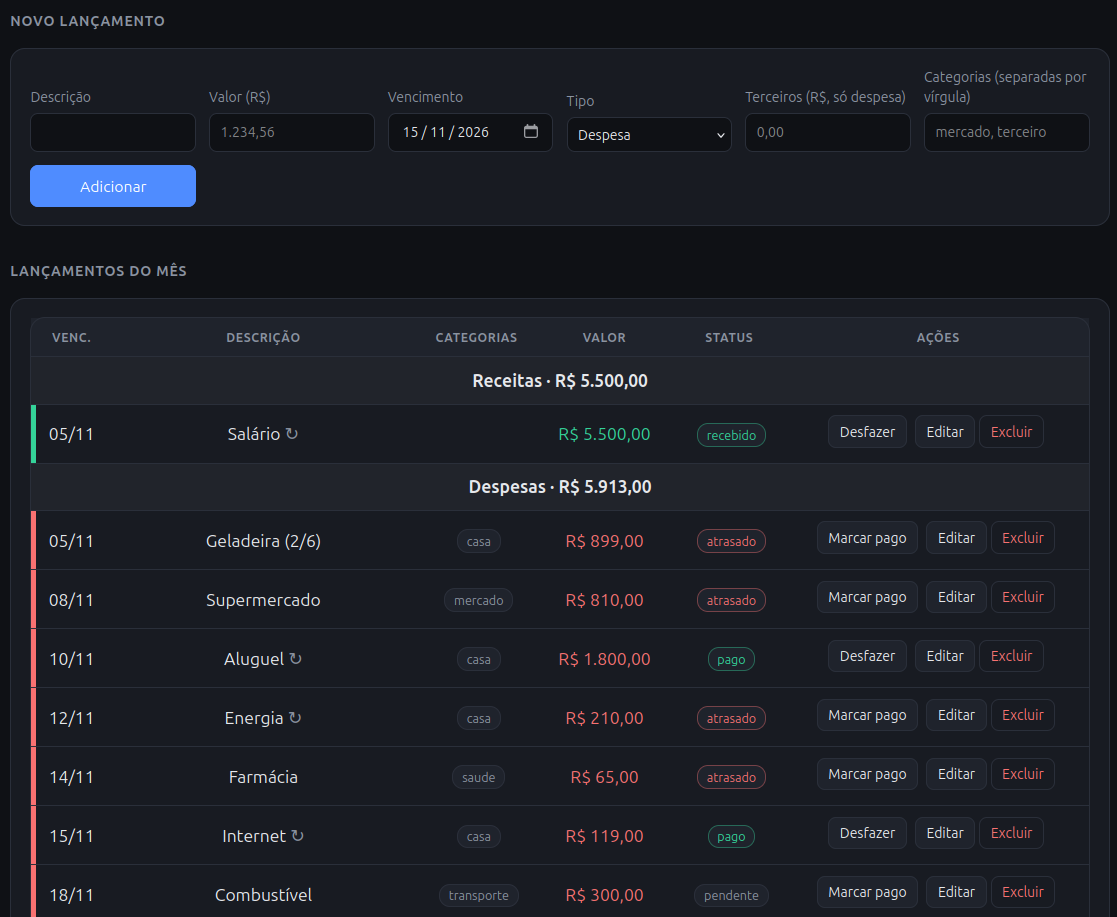 NOVO LANÇAMENTO
Descrição
Valor (R$)
Vencimento
Tipo
Terceiros (R$, só despesa)
Categorias (separadas por
vírgula)
1.234,56
15 / 11 / 2026
Despesa
0,00
mercado, terceiro
Adicionar
LANÇAMENTOS DO MÊS
VENC. DESCRIÇÃO CATEGORIAS VALOR STATUS AÇÕES
Receitas · R$ 5.500,00
05/11 Salário ↻ R$ 5.500,00 recebido Desfazer Editar Excluir
Despesas · R$ 5.913,00
05/11 Geladeira (2/6) casa R$ 899,00 atrasado Marcar pago Editar Excluir
08/11 Supermercado mercado R$ 810,00 atrasado Marcar pago Editar Excluir
10/11 Aluguel ↻ casa R$ 1.800,00 pago Desfazer Editar Excluir
12/11 Energia ↻ casa R$ 210,00 atrasado Marcar pago Editar Excluir
14/11 Farmácia saude R$ 65,00 atrasado Marcar pago Editar Excluir
15/11 Internet ↻ casa R$ 119,00 pago Desfazer Editar Excluir
18/11 Combustível transporte R$ 300,00 pendente Marcar pago Editar Excluir